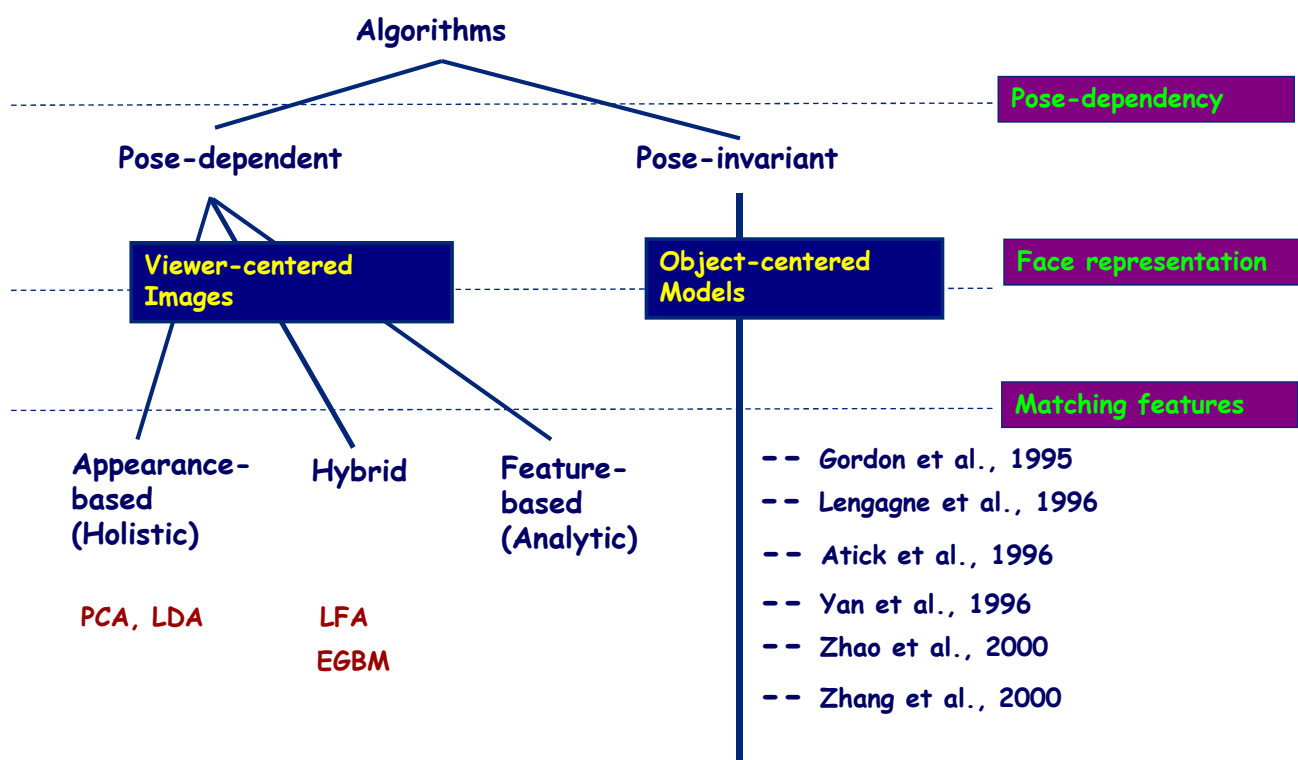 Algorithms
Pose-dependency
Pose-dependent
Pose-invariant
Viewer-centered
Images
Object-centered
Models
Face representation
Matching features
Appearance-
based
(Holistic)
Hybrid
Feature-
based
(Analytic)
PCA, LDA
LFA
EGBM
-- Gordon et al., 1995
-- Lengagne et al., 1996
-- Atick et al., 1996
-- Yan et al., 1996
-- Zhao et al., 2000
-- Zhang et al., 2000